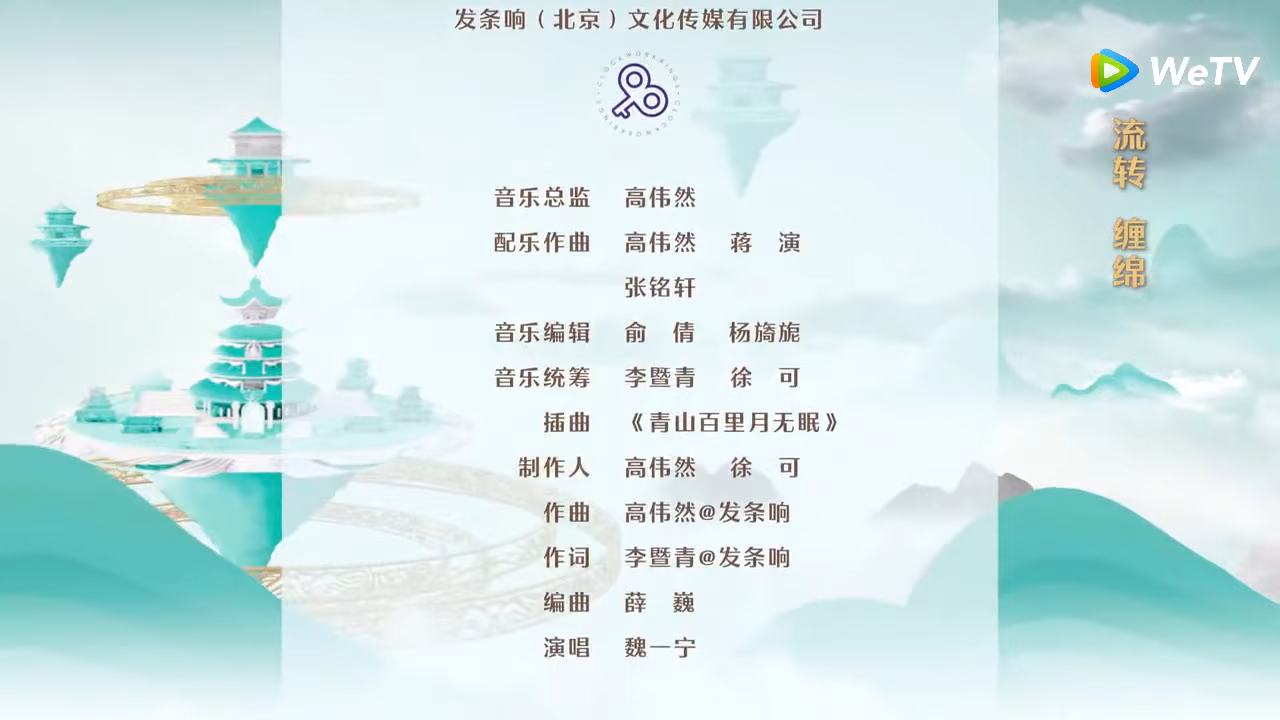 发条响（北京）文化传媒有限公司
CLOCKWORKRINGS·CLOCKWORKRINGS·
WeTV
流转 缠绵
音乐总监 高伟然
配乐作曲 高伟然 蒋 演
张铭轩
音乐编辑 俞 倩 杨旖旎
音乐统筹 李暨青 徐 可
插曲 《青山百里月无眠》
制作人 高伟然 徐 可
作曲 高伟然@发条响
作词 李暨青@发条响
编曲 薛 巍
演唱 魏一宁